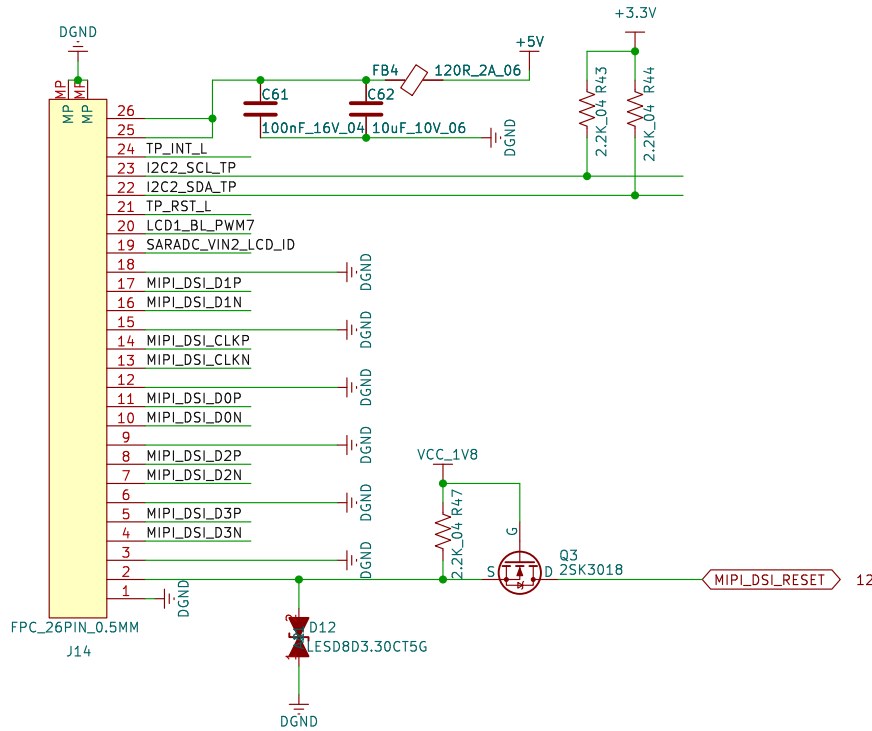 DGND
+3.3V
+5V
FB4
120R_2A_06
R43
R44
2.2K_04
2.2K_04
MP
MP
MP
MP
C61
C62
100nF_16V_04
10uF_10V_06
DGND
26
25
24 TP_INT_L
23 I2C2_SCL_TP
22 I2C2_SDA_TP
21 TP_RST_L
20 LCD1_BL_PWM7
19 SARADC_VIN2_LCD_ID
18 DGND
17 MIPI_DSI_D1P
16 MIPI_DSI_D1N
15 DGND
14 MIPI_DSI_CLKP
13 MIPI_DSI_CLKN
12 DGND
11 MIPI_DSI_D0P
10 MIPI_DSI_D0N
9 DGND
8 MIPI_DSI_D2P
7 MIPI_DSI_D2N
6 DGND
5 MIPI_DSI_D3P
4 MIPI_DSI_D3N
3 DGND
2
1 DGND
VCC_1V8
R47
2.2K_04
G
S
D
Q3
2SK3018
MIPI_DSI_RESET
12
FPC_26PIN_0.5MM
J14
D12
LESD8D3.30CT5G
DGND